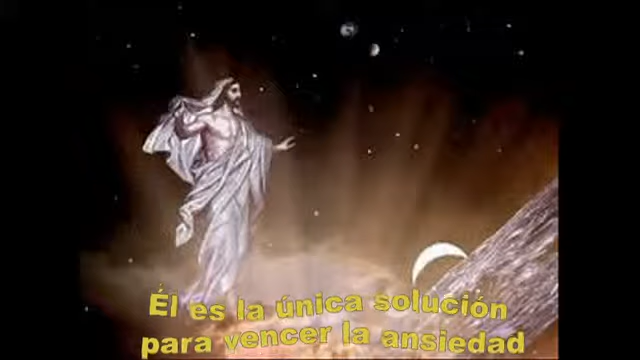 Él es la única solución
para vencer la ansiedad